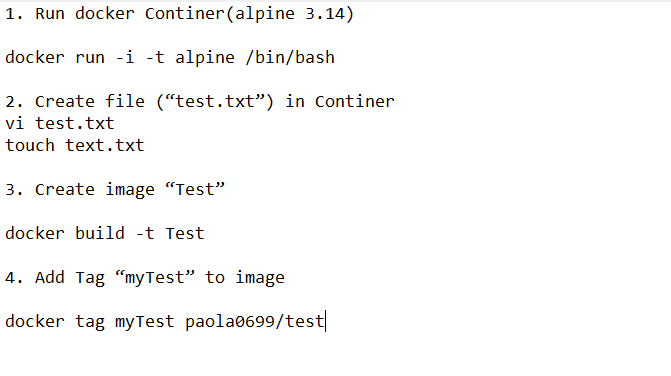 1. Run docker Continer(alpine 3.14)
docker run -i -t alpine /bin/bash
2. Create file (“test.txt”) in Continer
vi test.txt
touch text.txt
3. Create image “Test”
docker build -t Test
4. Add Tag “myTest” to image
docker tag myTest paola0699/test